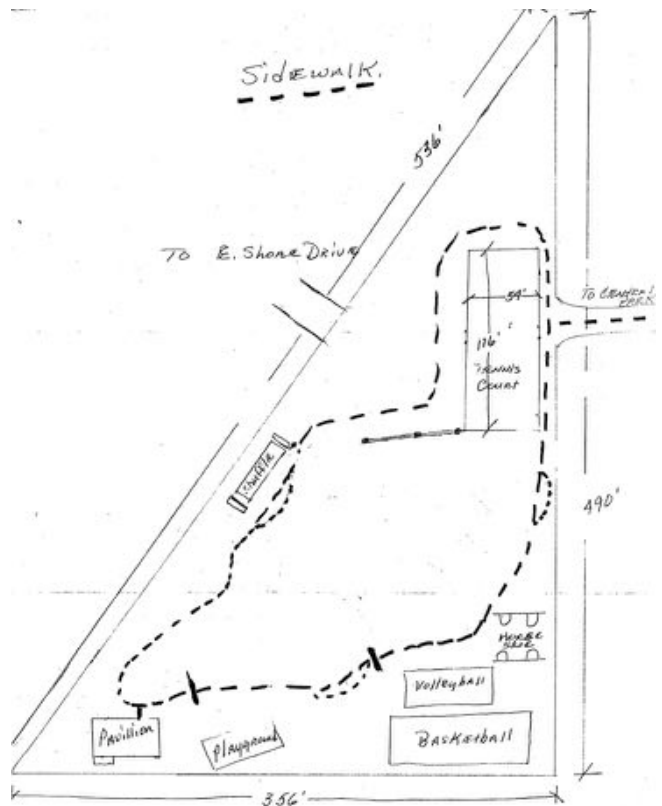 SIDEWALK.
536'
TO E. SHORE DRIVE
54'
TO CENTRAL
PARK
116'
TENNIS
COURT
Shuffle
490'
HORSE
SHOE
Volleyball
Pavillion
Playground
BASKETBALL
356'